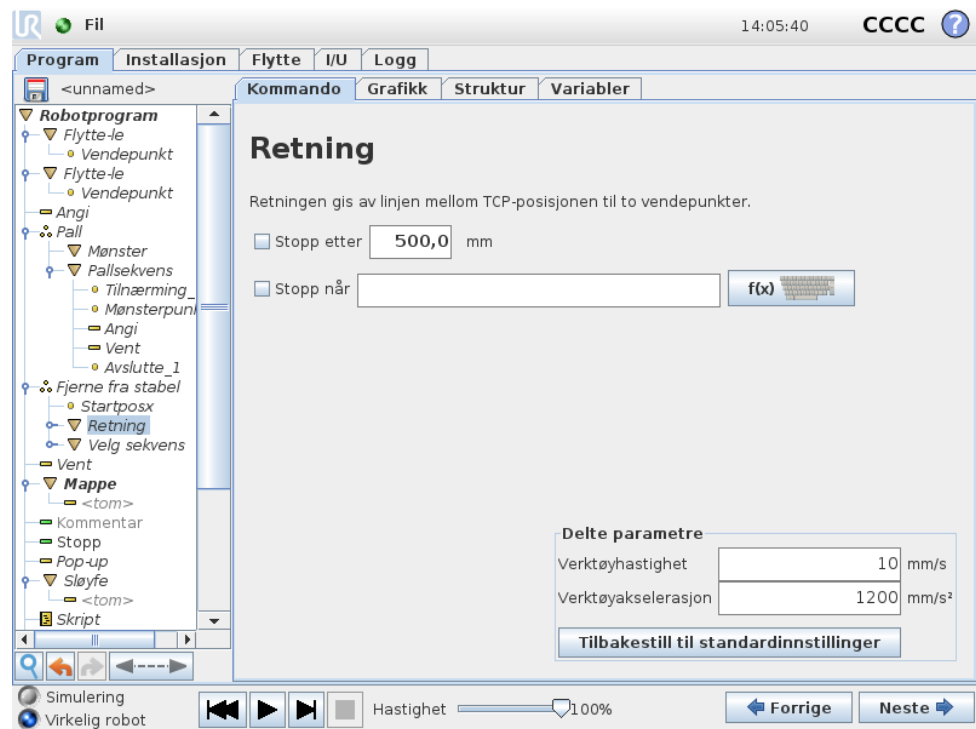 UR Fil 14:05:40 CCCC ?
Program Installasjon Flytte I/U Logg
<unnamed>
Kommando Grafikk Struktur Variabler
Robotprogram
Flytte-le
Vendepunkt
Flytte-le
Vendepunkt
Angi
Pall
Mønster
Pallsekvens
Tilnærming_
Mønsterpun
Angi
Vent
Avslutte_1
Fjerne fra stabel
Startposx
Retning
Velg sekvens
Vent
Mappe
<tom>
Kommentar
Stopp
Pop-up
Sløyfe
<tom>
Skript
Retning
Retningen gis av linjen mellom TCP-posisjonen til to vendepunkter.
Stopp etter 500,0 mm
Stopp når f(x)
Delte parametre
Verktøyhastighet 10 mm/s
Verktøyakselerasjon 1200 mm/s²
Tilbakestill til standardinnstillinger
Simulering
Virkelig robot
Hastighet 100%
Forrige Neste